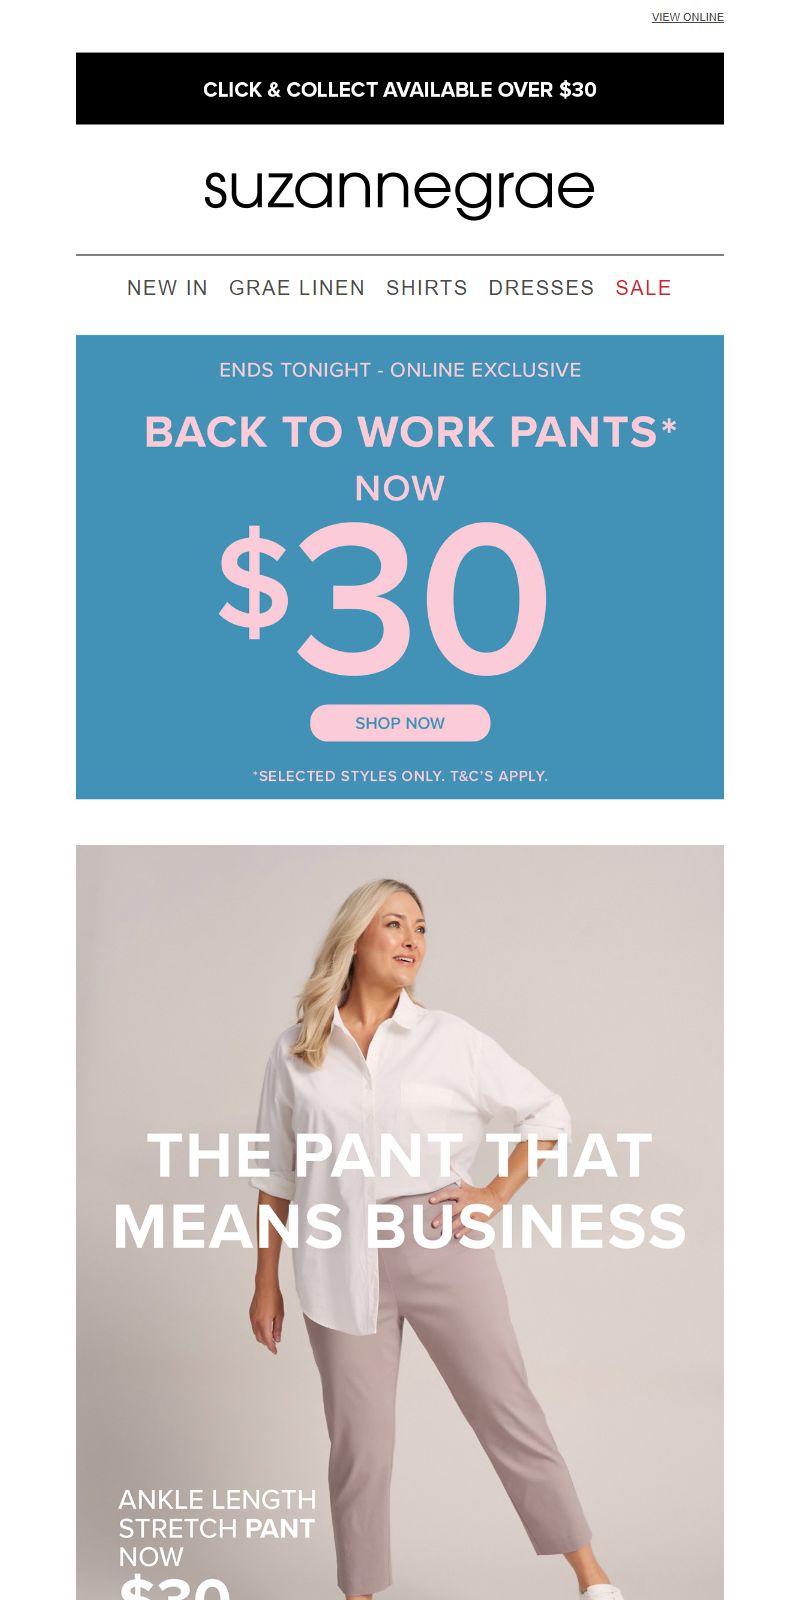 VIEW ONLINE
CLICK & COLLECT AVAILABLE OVER $30
suzannegrae
NEW IN GRAE LINEN SHIRTS DRESSES SALE
ENDS TONIGHT - ONLINE EXCLUSIVE
BACK TO WORK PANTS*
NOW
$30
SHOP NOW
*SELECTED STYLES ONLY. T&C'S APPLY.
THE PANT THAT
MEANS BUSINESS
ANKLE LENGTH
STRETCH PANT
NOW
$30